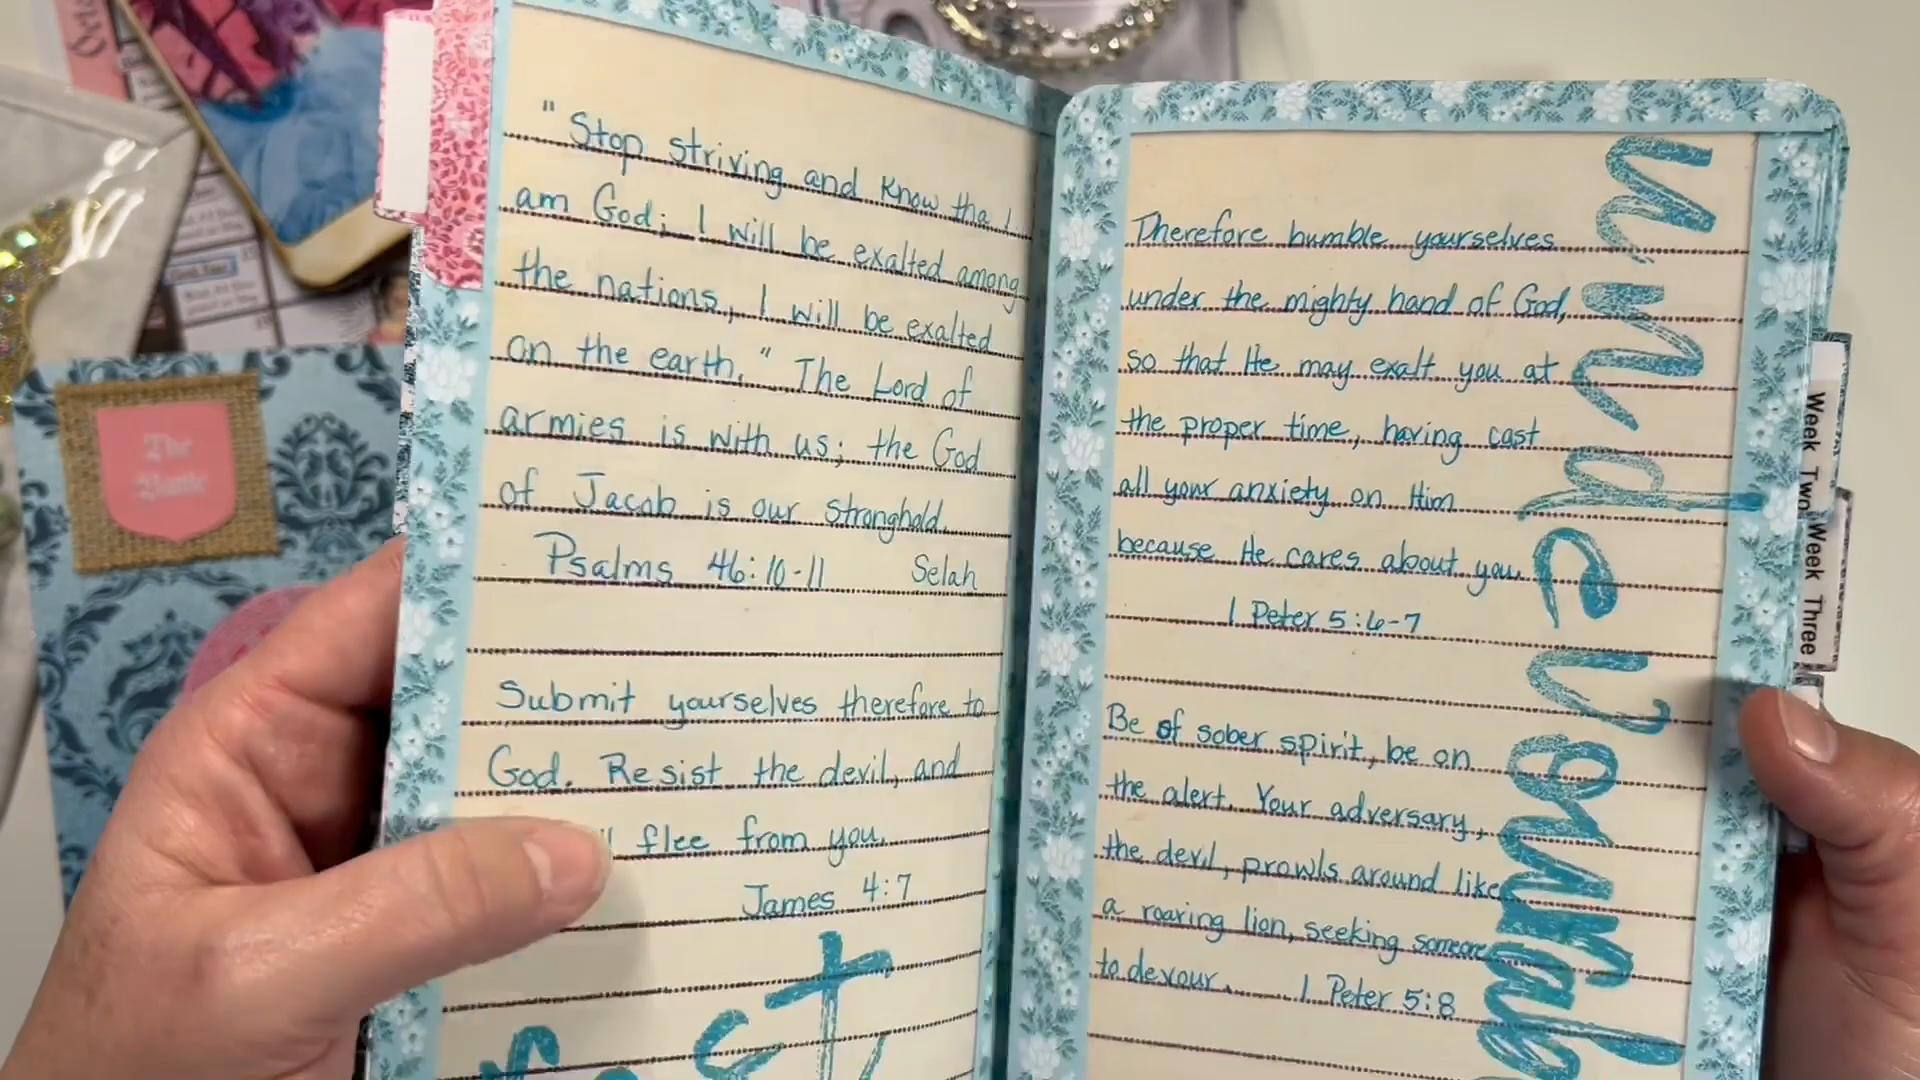 " Stop striving and know tha I
am God; I will be exalted among
the nations, I will be exalted
on the earth." The Lord of
armies is with us; the God
of Jacob is our stronghold.
Psalms 46:10-11 Selah
Submit yourselves therefore to
God. Resist the devil, and
flee from you.
James 4:7
Therefore humble yourselves
under the mighty hand of God,
so that He may exalt you at
the proper time, having cast
all your anxiety on Him
because He cares about you.
1 Peter 5:6-7
Be of sober spirit, be on
the alert. Your adversary,
the devil, prowls around like
a roaring lion, seeking someone
to devour. 1 Peter 5:8
Week Two
Week Three
The
Battle